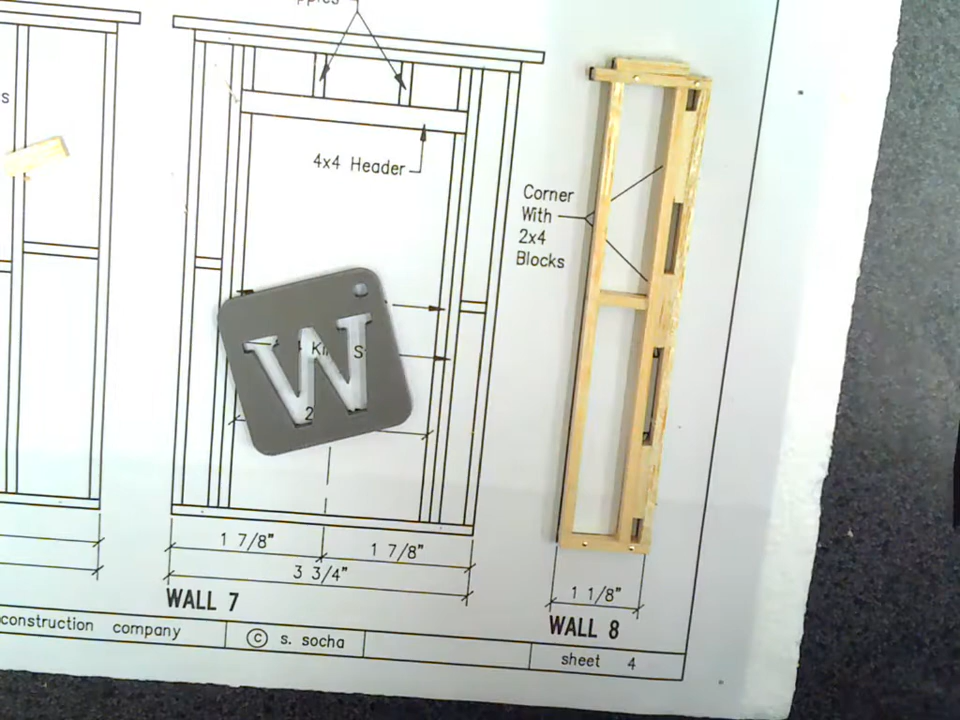 s
4x4 Header
Corner
With
2x4
Blocks
W
2
1 7/8"
1 7/8"
3 3/4"
WALL 7
1 1/8"
WALL 8
construction company
© s. socha
sheet 4